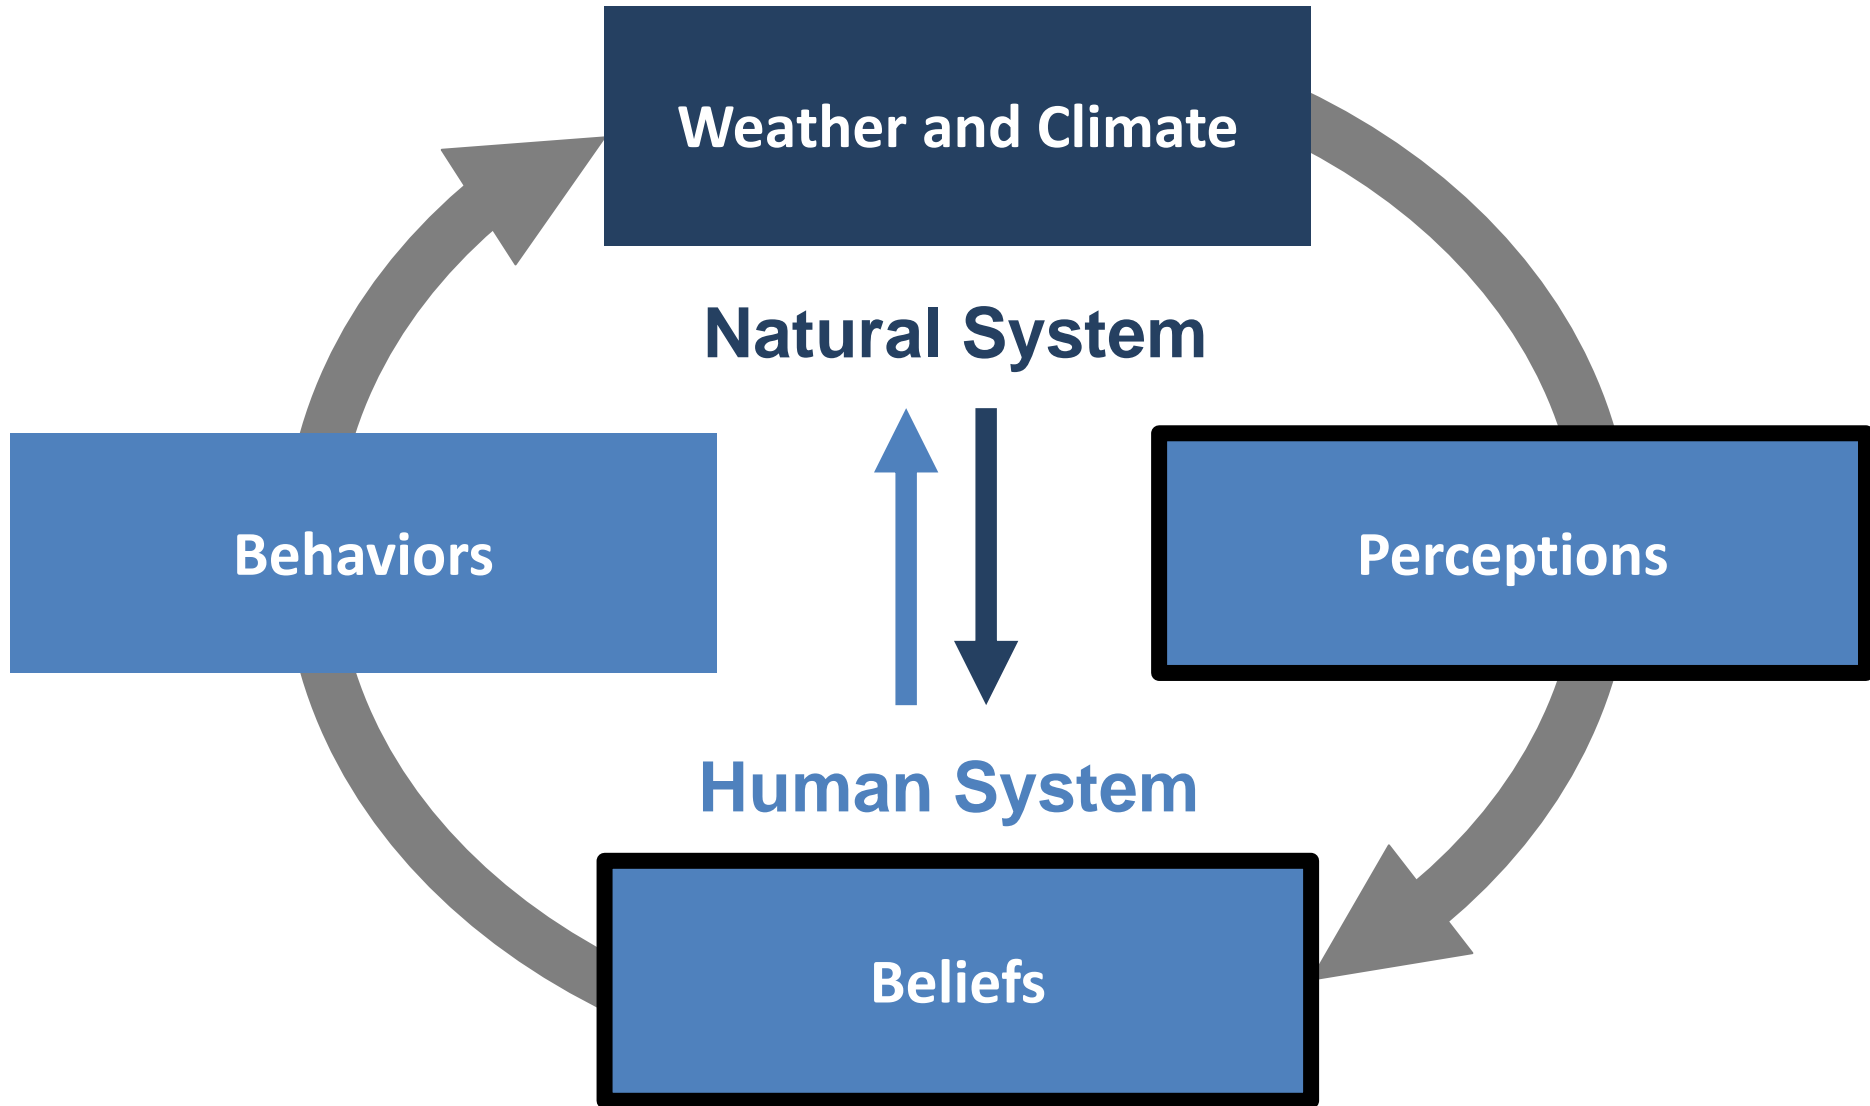 Weather and Climate
Natural System
Behaviors
Perceptions
Human System
Beliefs